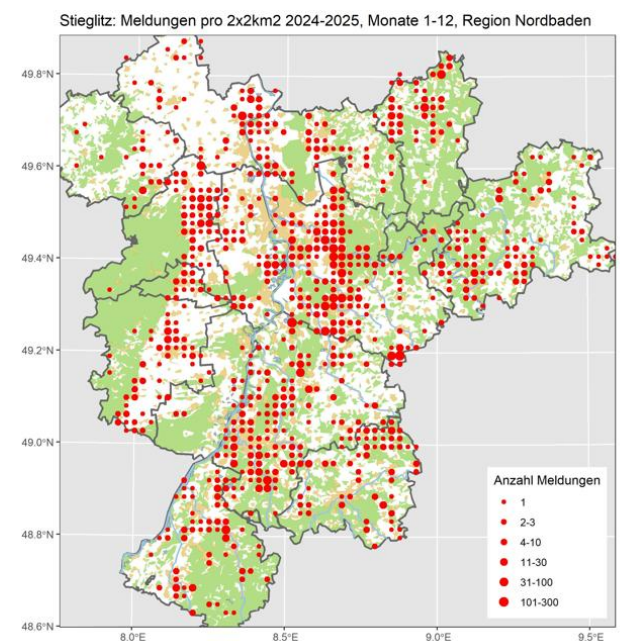 Stieglitz: Meldungen pro 2x2km2 2024-2025, Monate 1-12, Region Nordbaden
49.8°N
49.6°N
49.4°N
49.2°N
49.0°N
48.8°N
48.6°N
Anzahl Meldungen
1
2-3
4-10
11-30
31-100
101-300
8.0°E
8.5°E
9.0°E
9.5°E